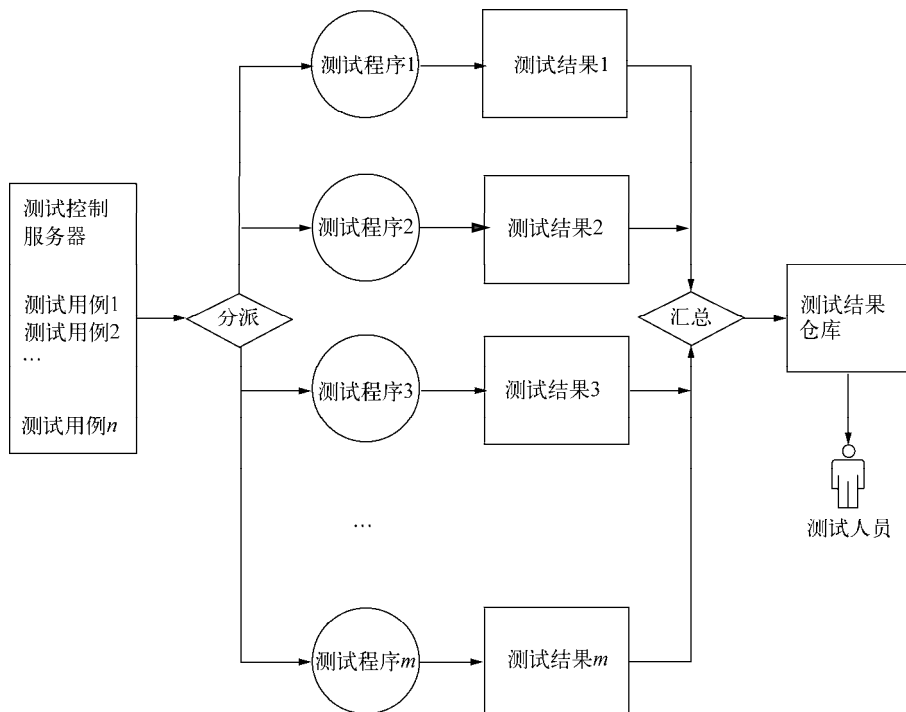 测试控制
服务器
测试用例1
测试用例2
…
测试用例n
分派
测试程序1
测试结果1
测试程序2
测试结果2
测试程序3
测试结果3
…
测试程序m
测试结果m
汇总
测试结果
仓库
测试人员